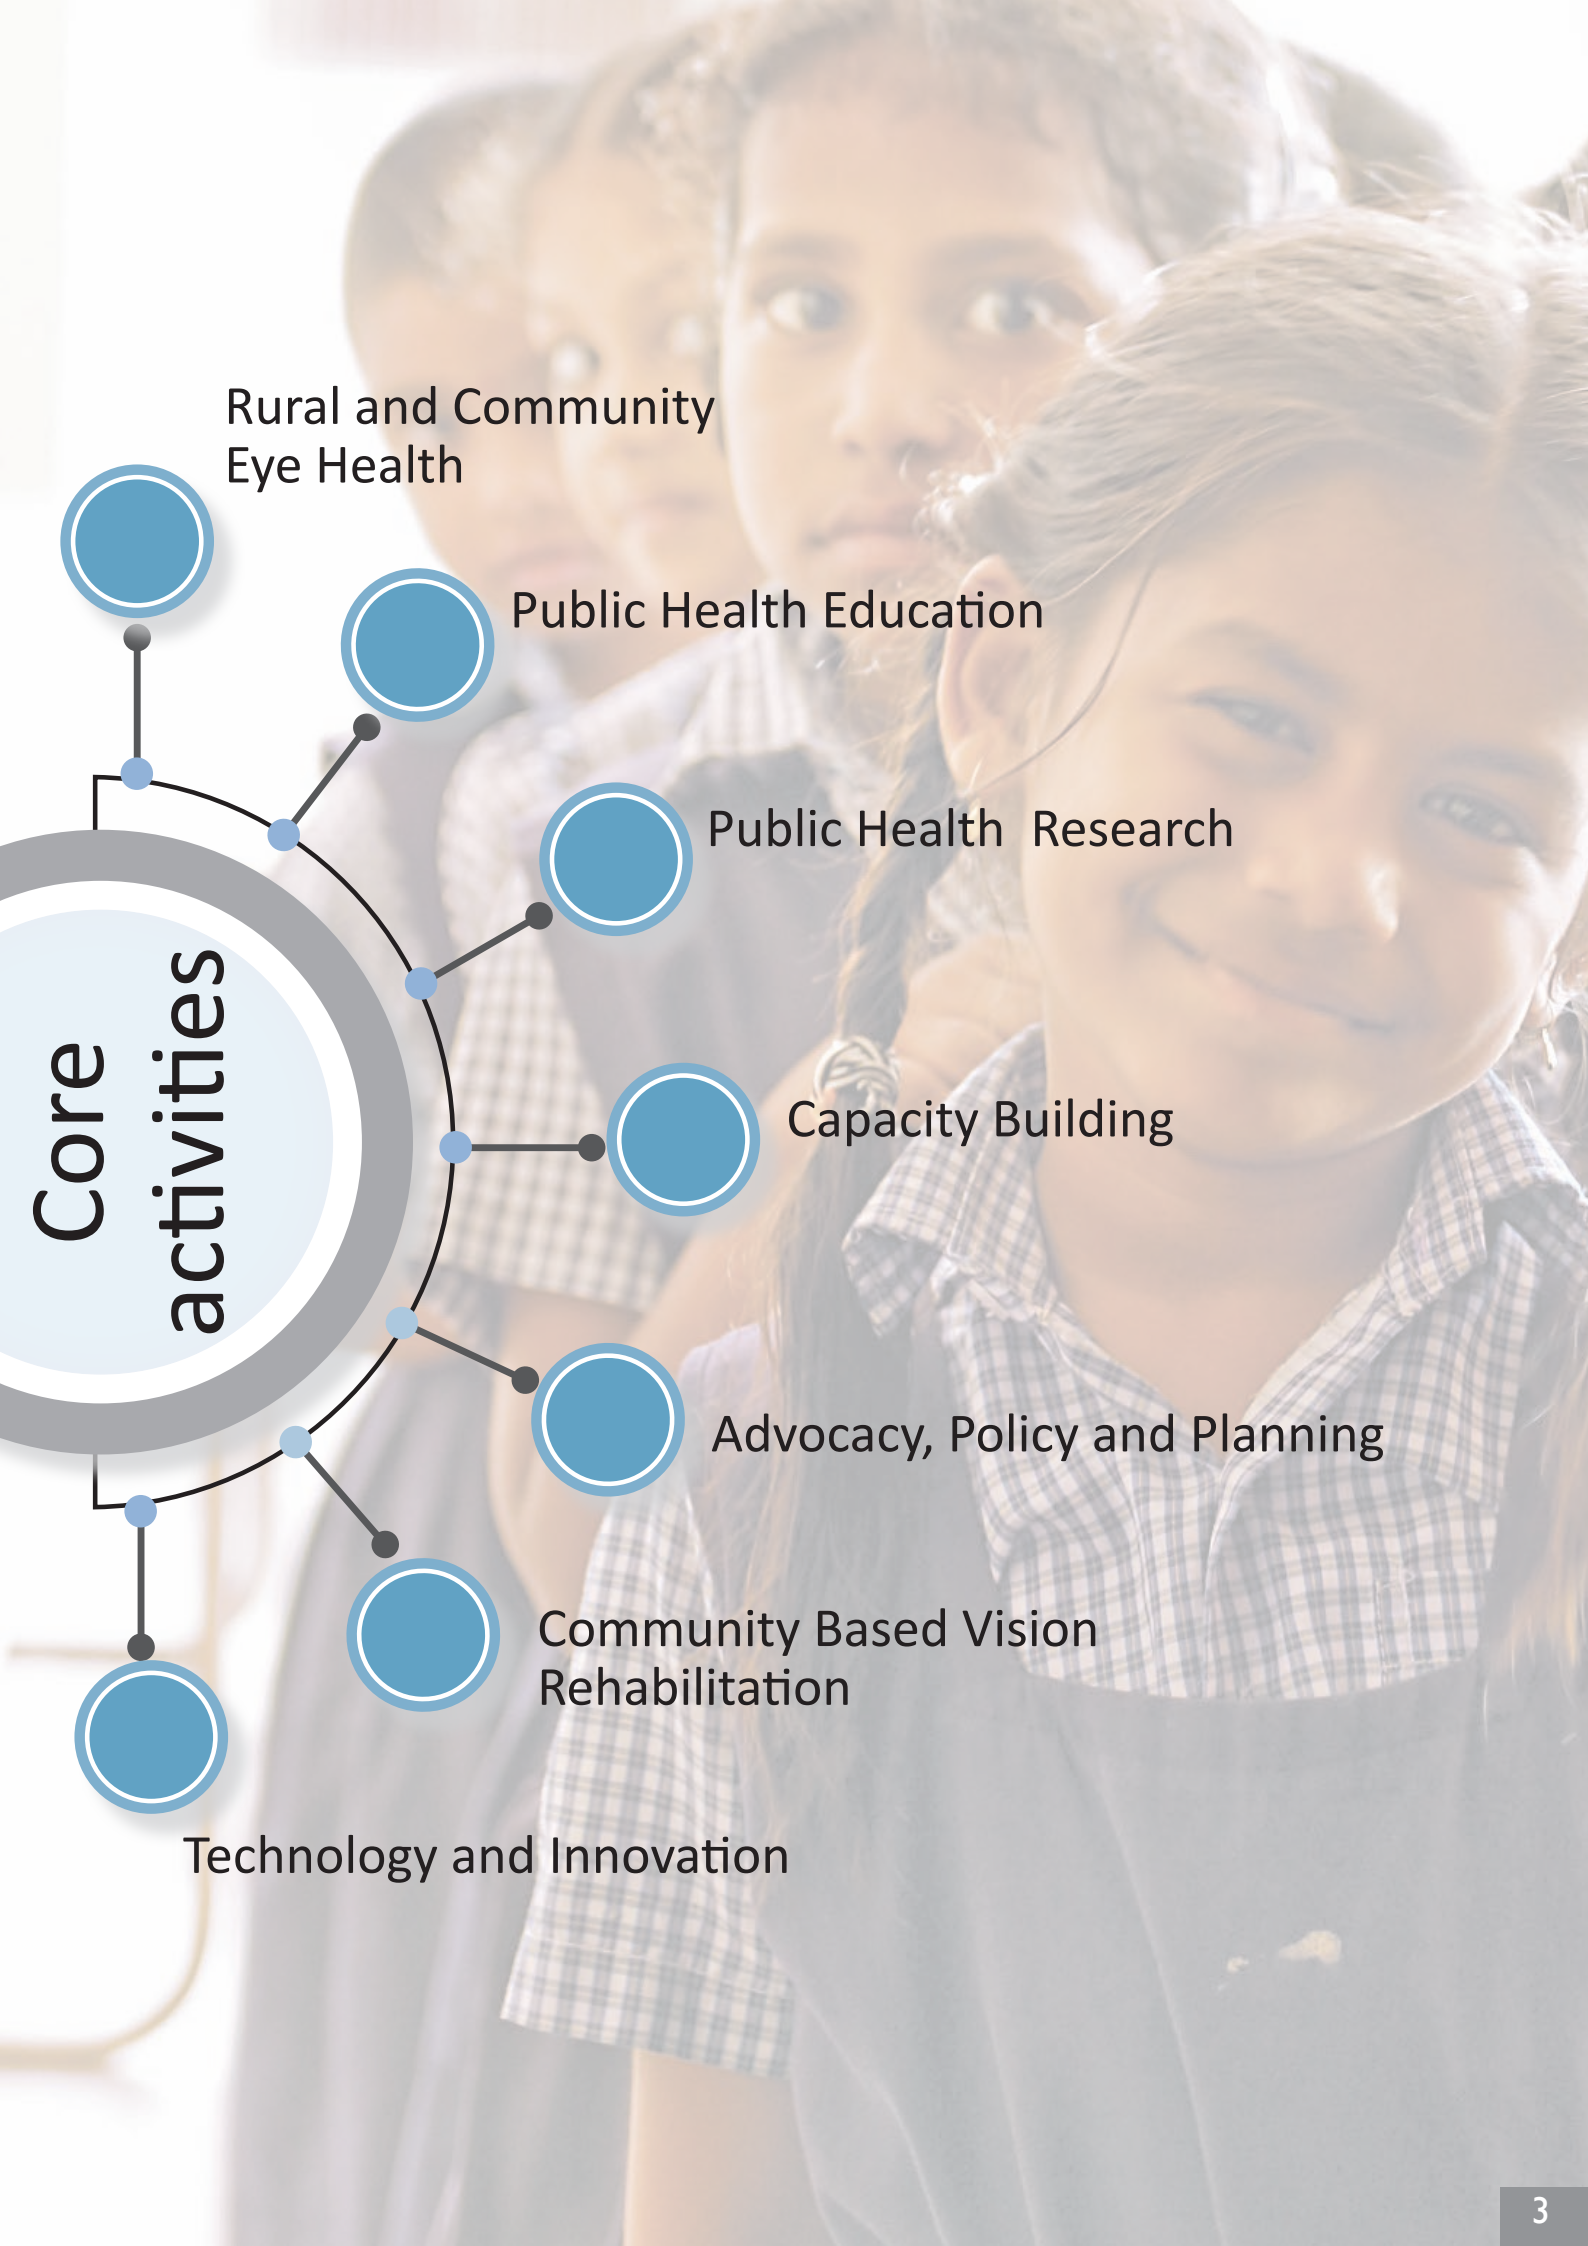 Rural and Community
Eye Health
Public Health Education
Public Health  Research
Core
activities
Capacity Building
Advocacy, Policy and Planning
Community Based Vision
Rehabilitation
Technology and Innovation
3